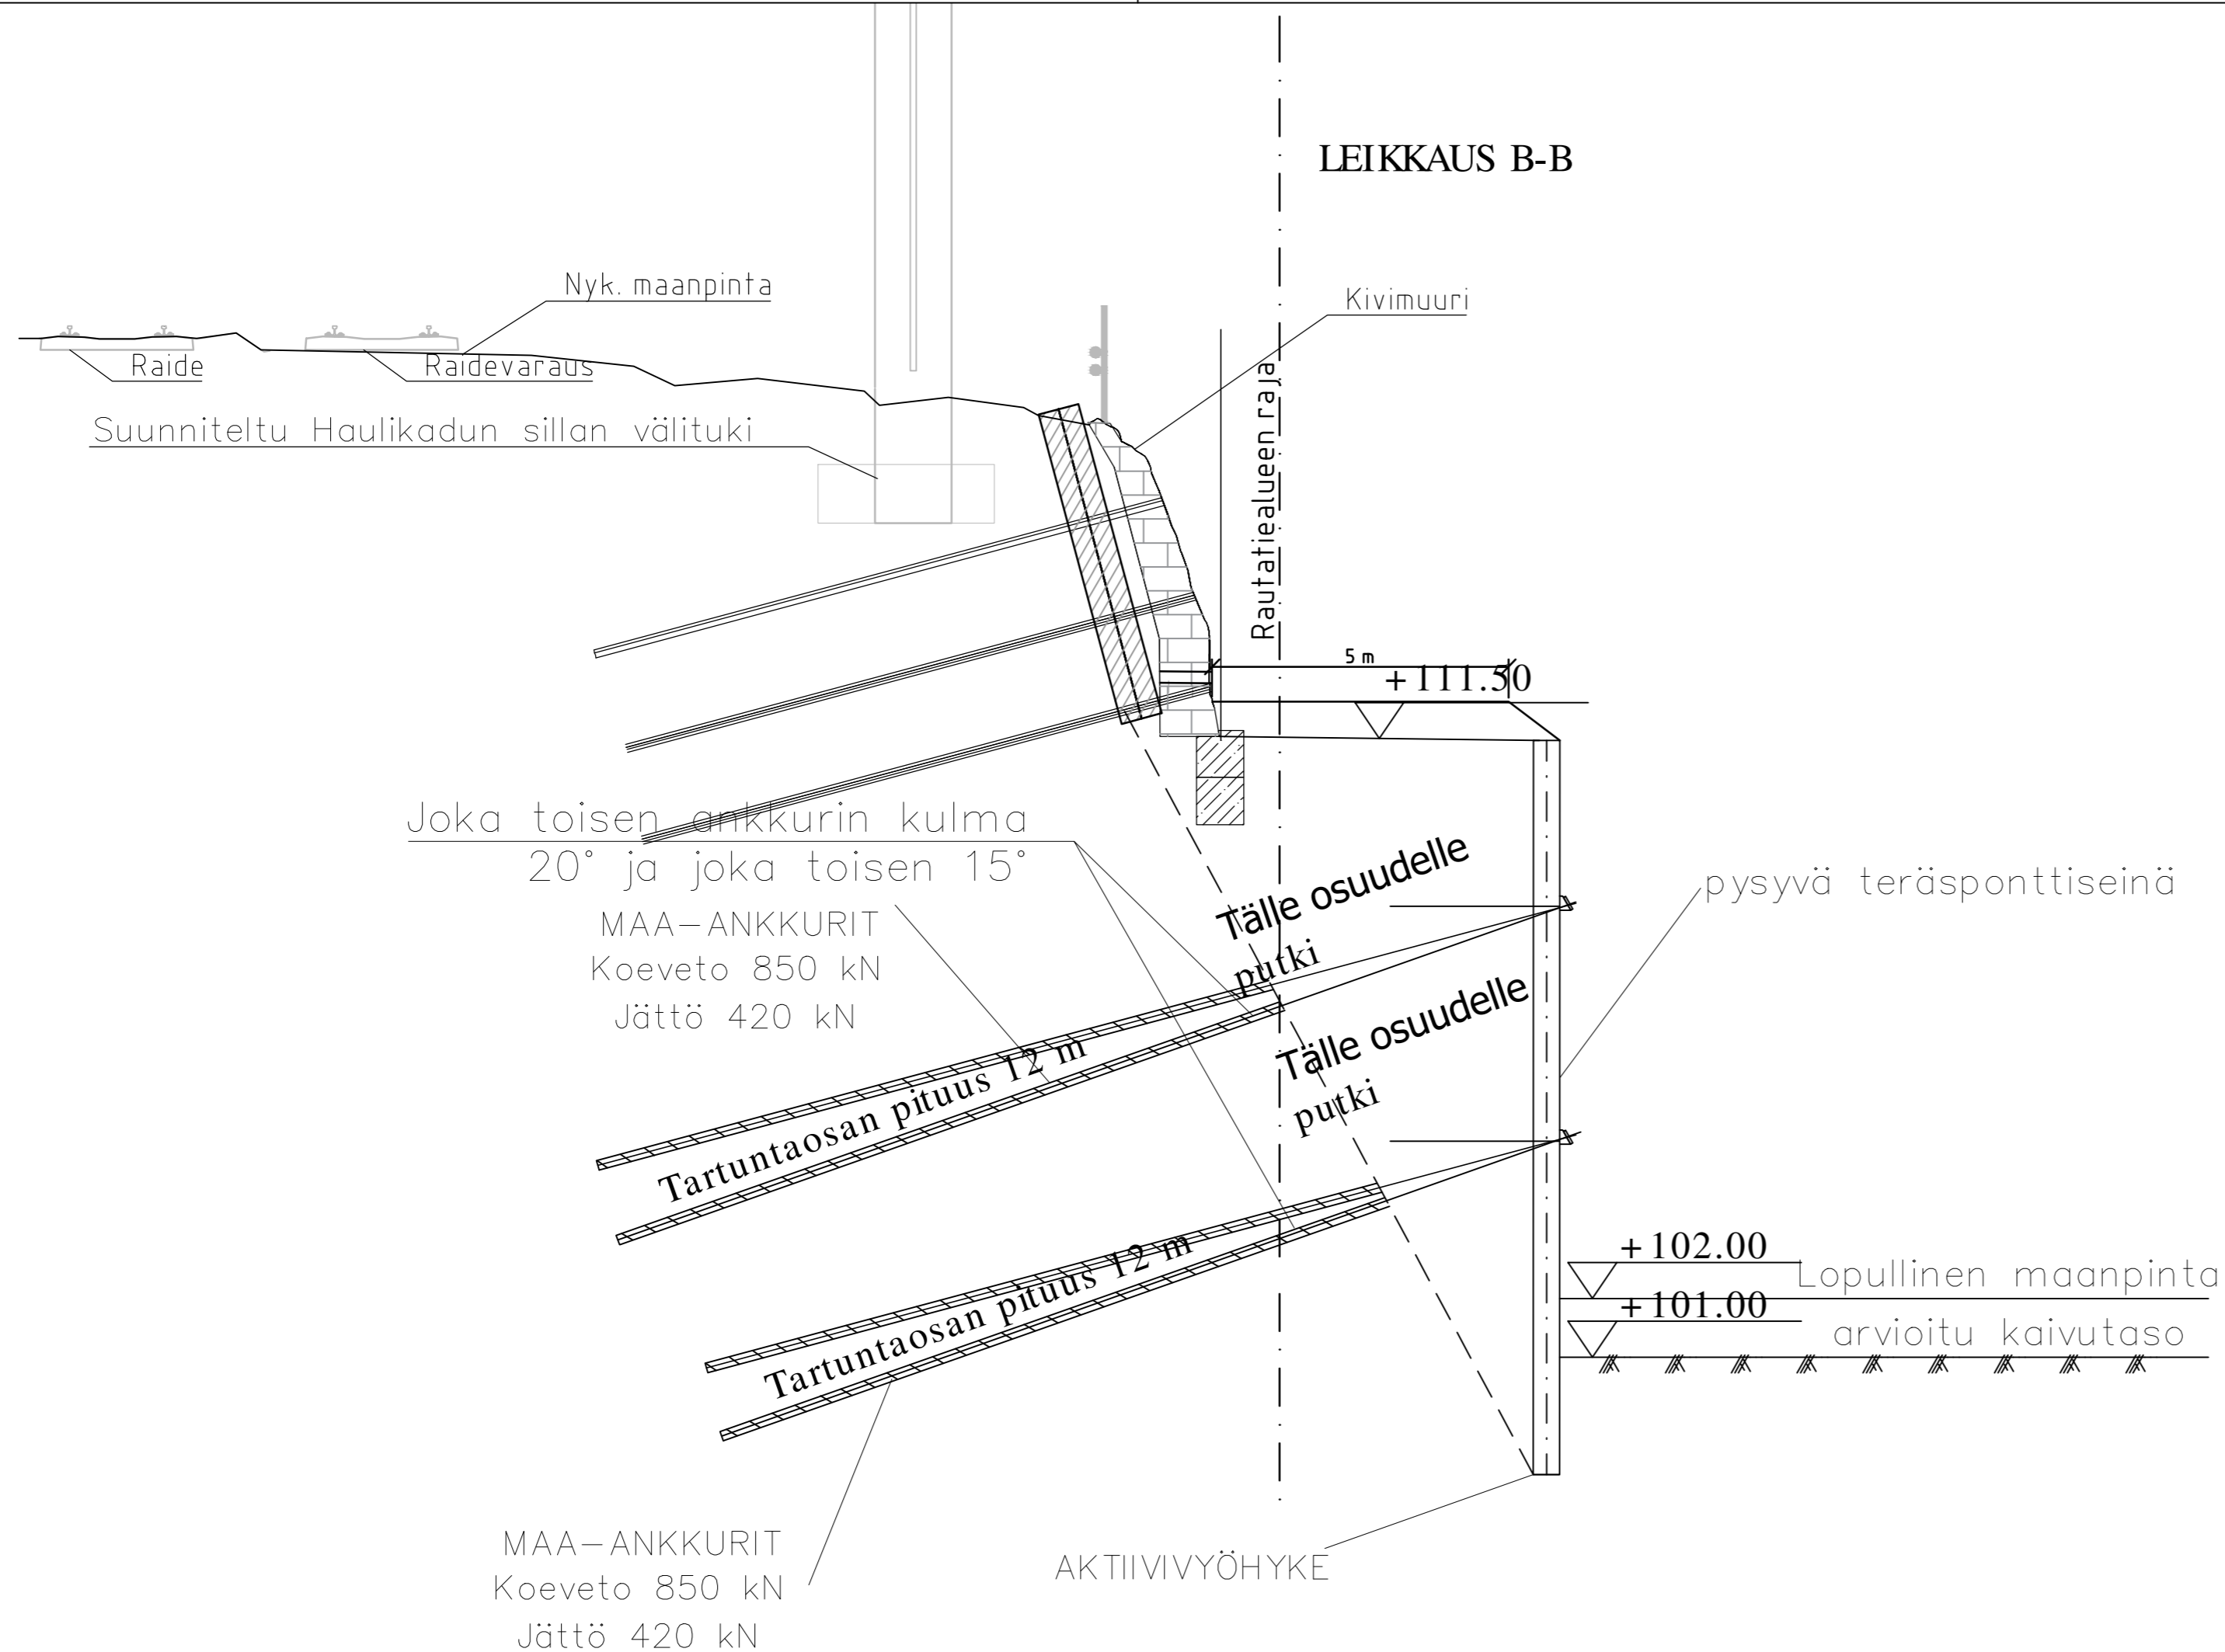 LEIKKAUS B-B
Nyk. maanpinta
Kivimuuri
Raide
Raidevaraus
Suunniteltu Haulikadun sillan välituki
Rautatiealueen raja
5 m
+111.50
Joka toisen ankkurin kulma
20° ja joka toisen 15°
MAA-ANKKURIT
Koeveto 850 kN
Jättö 420 kN
Tälle osuudelle
putki
pysyvä teräsponttiseinä
Tälle osuudelle
putki
Tartuntaosan pituus 12 m
Tartuntaosan pituus 12 m
+102.00
Lopullinen maanpinta
+101.00
arvioitu kaivutaso
MAA-ANKKURIT
Koeveto 850 kN
Jättö 420 kN
AKTIIVIVYÖHYKE